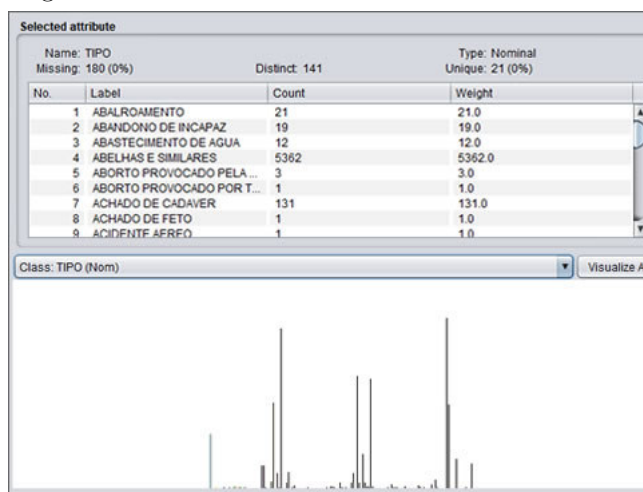 Selected attribute
Name: TIPO Type: Nominal
Missing: 180 (0%) Distinct: 141 Unique: 21 (0%)
No. Label Count Weight
1 ABALROAMENTO 21 21.0
2 ABANDONO DE INCAPAZ 19 19.0
3 ABASTECIMENTO DE AGUA 12 12.0
4 ABELHAS E SIMILARES 5362 5362.0
5 ABORTO PROVOCADO PELA ... 3 3.0
6 ABORTO PROVOCADO POR T... 1 1.0
7 ACHADO DE CADAVER 131 131.0
8 ACHADO DE FETO 1 1.0
9 ACIDENTE AEREO 1 1.0
Class: TIPO (Nom) Visualize A